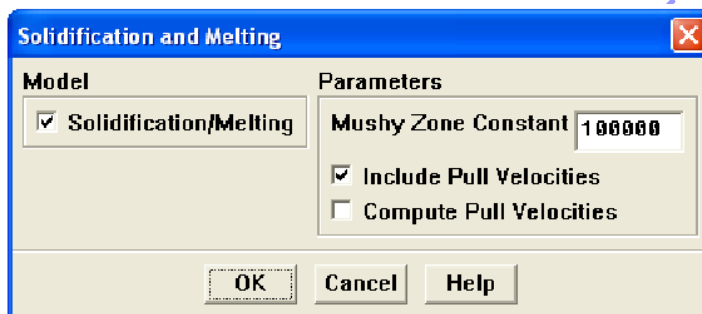 Solidification and Melting
Model
Solidification/Melting
Parameters
Mushy Zone Constant 100000
Include Pull Velocities
Compute Pull Velocities
OK Cancel Help